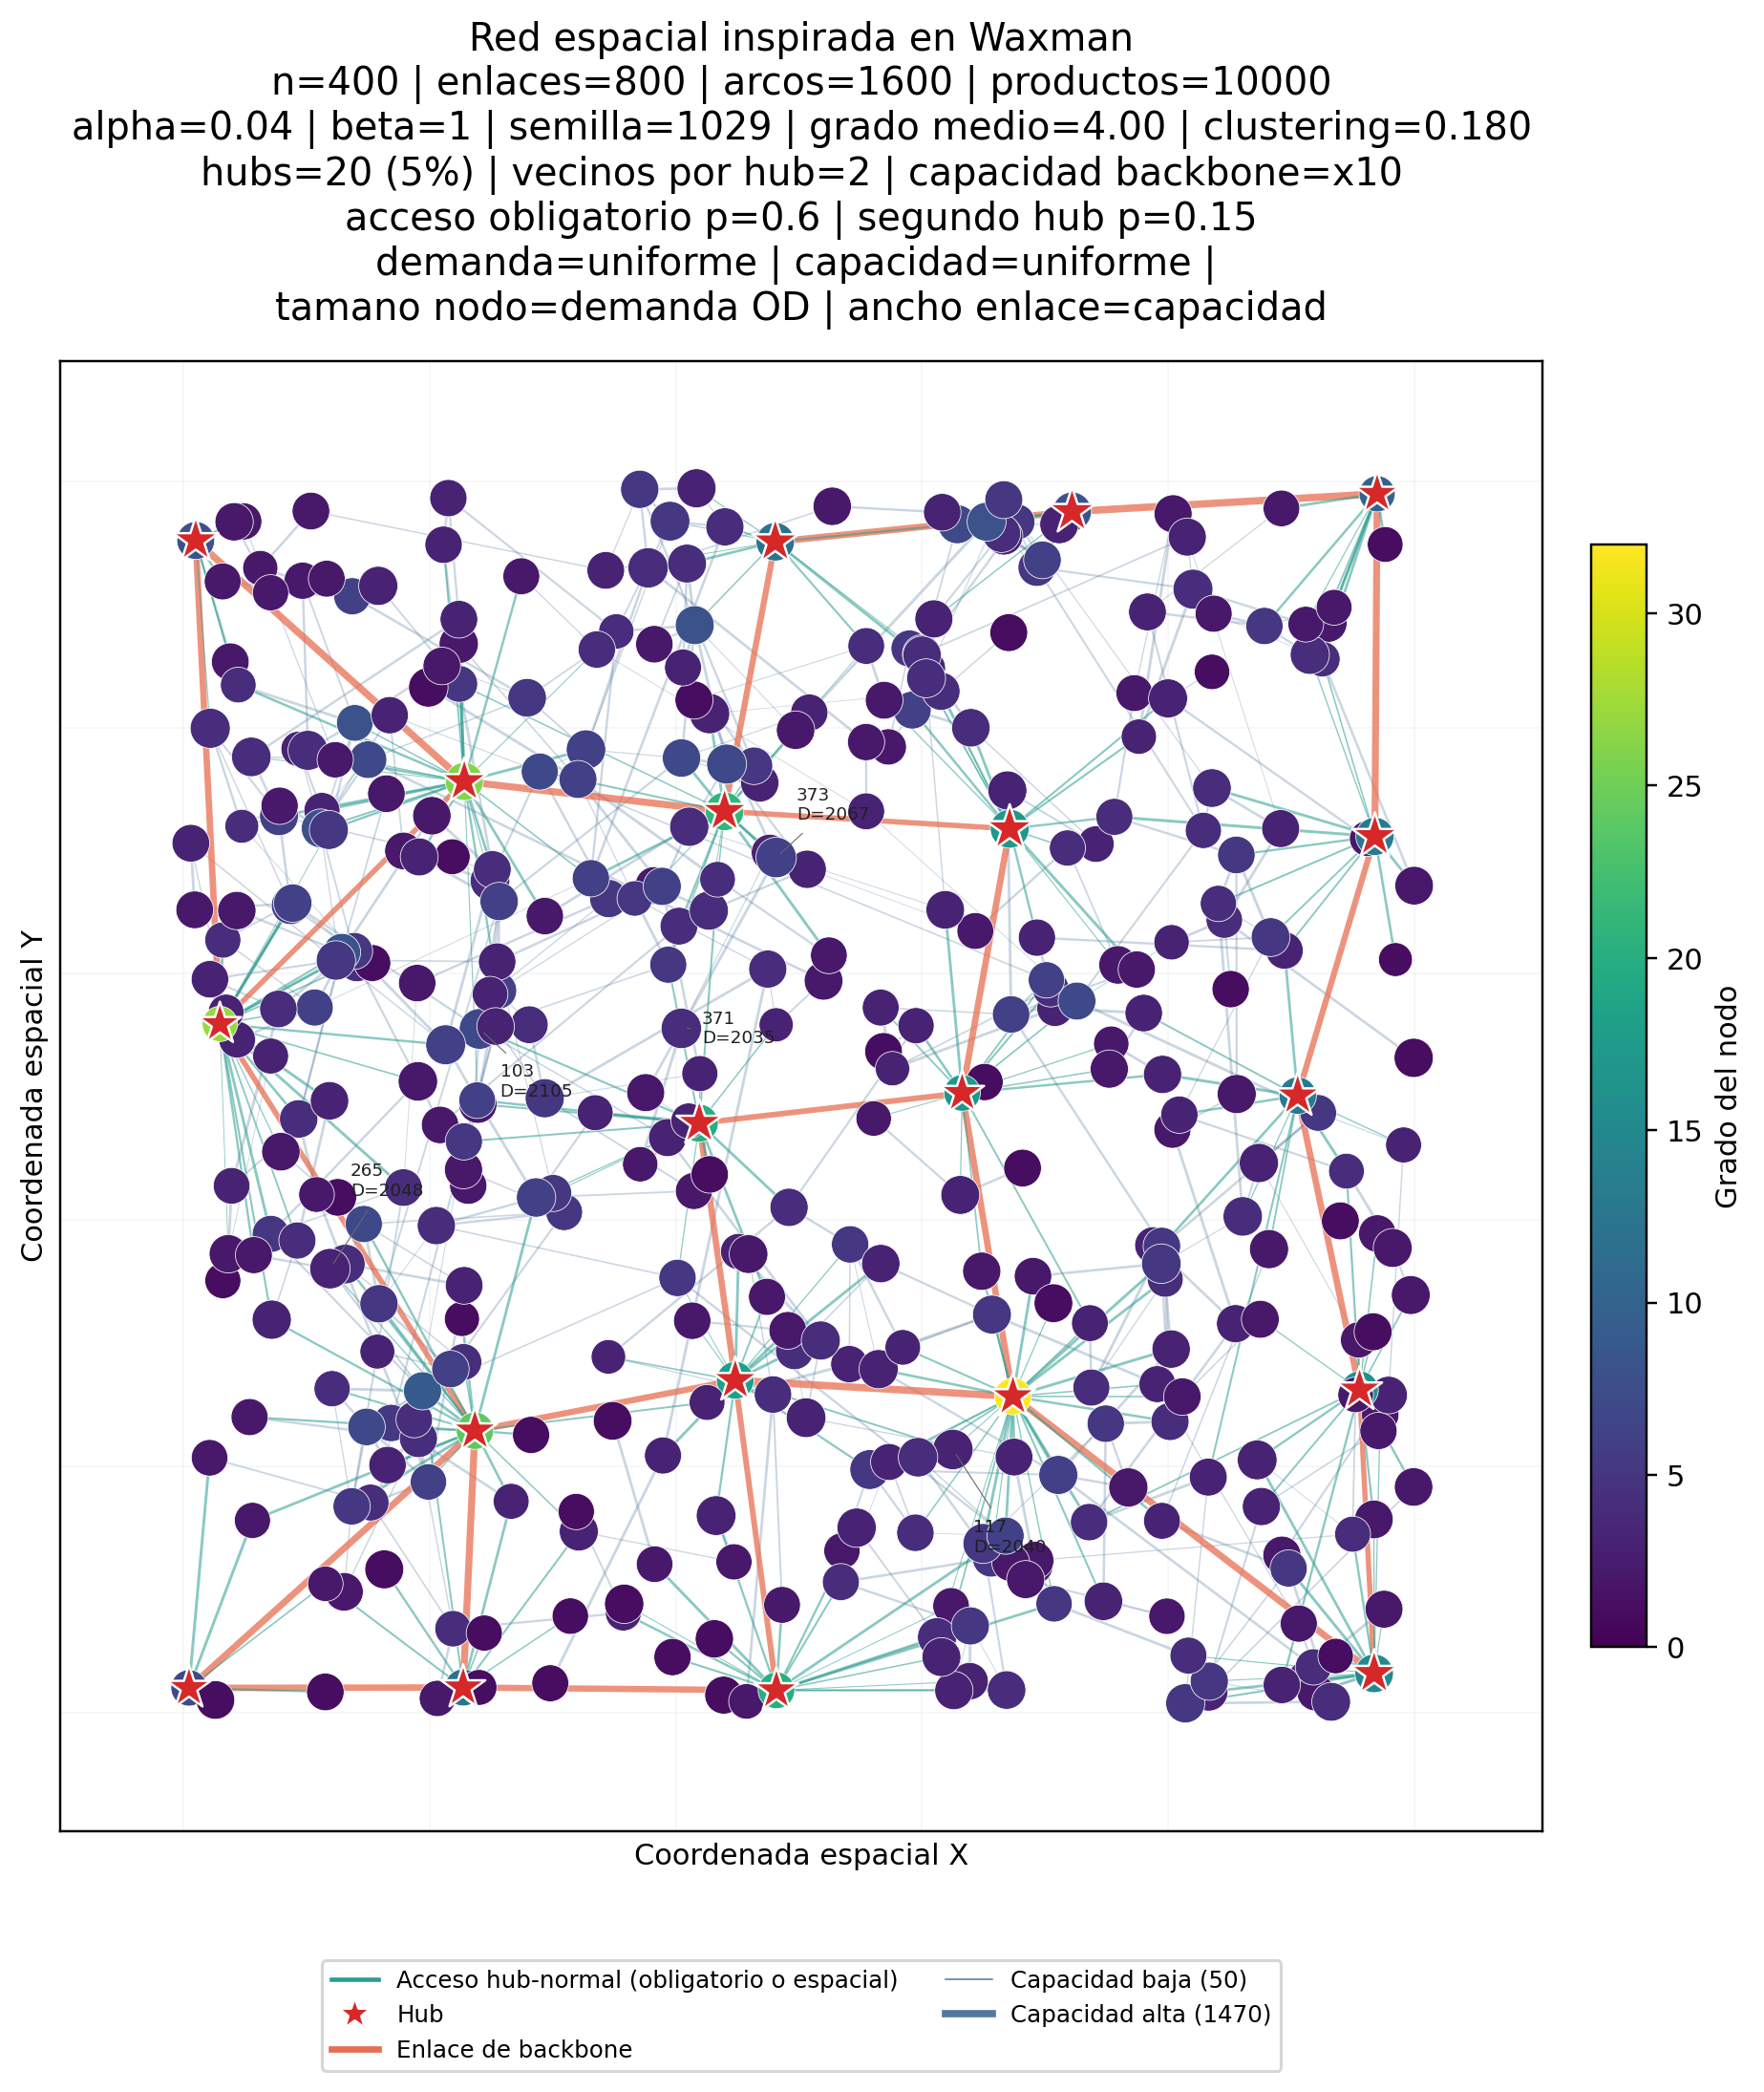 Red espacial inspirada en Waxman
n=400 | enlaces=800 | arcos=1600 | productos=10000
alpha=0.04 | beta=1 | semilla=1029 | grado medio=4.00 | clustering=0.180
hubs=20 (5%) | vecinos por hub=2 | capacidad backbone=x10
acceso obligatorio p=0.6 | segundo hub p=0.15
demanda=uniforme | capacidad=uniforme |
tamano nodo=demanda OD | ancho enlace=capacidad
Coordenada espacial Y
373
D=2067
371
D=2035
103
D=2105
265
D=2048
117
D=2040
Coordenada espacial X
30
25
20
15
10
5
0
Grado del nodo
Acceso hub-normal (obligatorio o espacial)
Hub
Enlace de backbone
Capacidad baja (50)
Capacidad alta (1470)